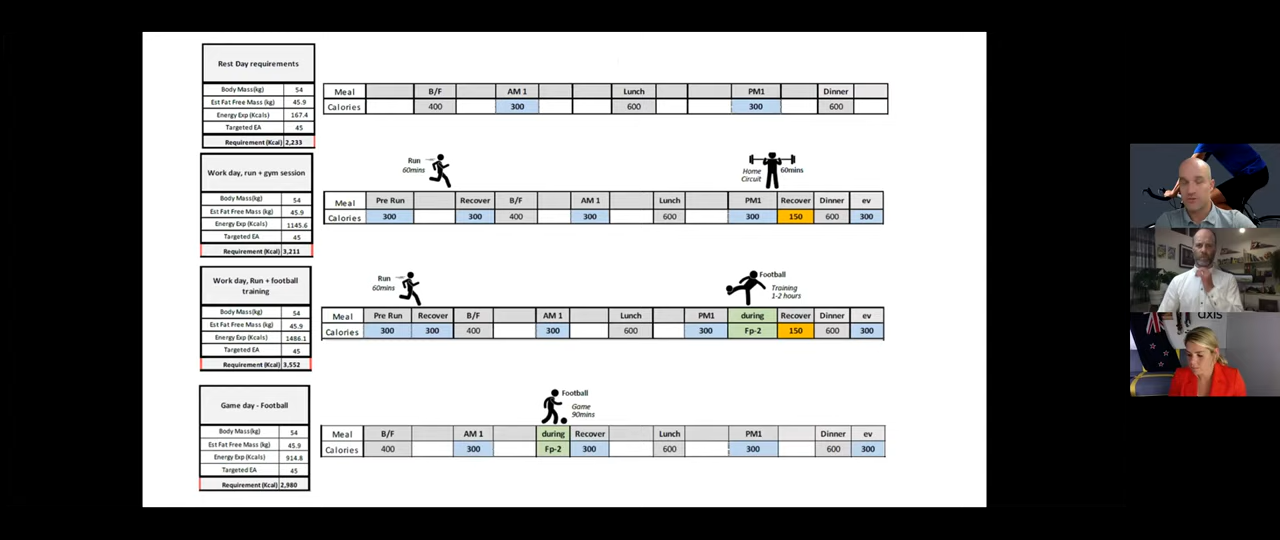 Rest Day requirements
Body Mass(kg) 54
Est Fat Free Mass (kg) 45.9
Energy Exp (Kcals) 167.4
Targeted EA 45
Requirement (Kcal) 2,233
Meal B/F AM 1 Lunch PM1 Dinner
Calories 400 300 600 300 600
Work day, run + gym session
Body Mass (kg) 54
Est Fat Free Mass (kg) 45.9
Energy Exp (Kcals) 1145.6
Targeted EA 45
Requirement (Kcal) 3,211
Run
60mins
Home
Circuit
60mins
Meal Pre Run Recover B/F AM 1 Lunch PM1 Recover Dinner ev
Calories 300 300 400 300 600 300 150 600 300
Work day, Run + football
training
Body Mass (kg) 54
Est Fat Free Mass (kg) 45.9
Energy Exp (Kcals) 1486.1
Targeted EA 45
Requirement (Kcal) 3,552
Run
60mins
Football
Training
1-2 hours
Meal Pre Run Recover B/F AM 1 Lunch PM1 during Recover Dinner ev
Calories 300 300 400 300 600 300 Fp-2 150 600 300
Game day - Football
Body Mass (kg) 54
Est Fat Free Mass (kg) 45.9
Energy Exp (Kcals) 914.8
Targeted EA 45
Requirement (Kcal) 2,980
Football
Game
90mins
Meal B/F AM 1 during Recover Lunch PM1 Dinner ev
Calories 400 300 Fp-2 300 600 300 600 300
axis